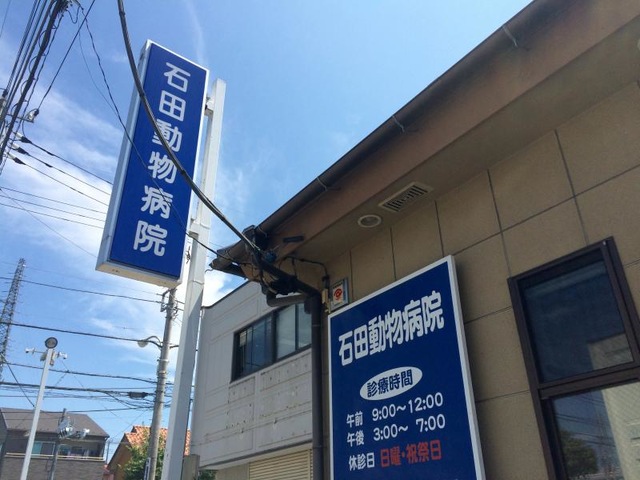 石田動物病院
石田動物病院
診療時間
午前 9:00～12:00
午後 3:00～ 7:00
休診日 日曜・祝祭日